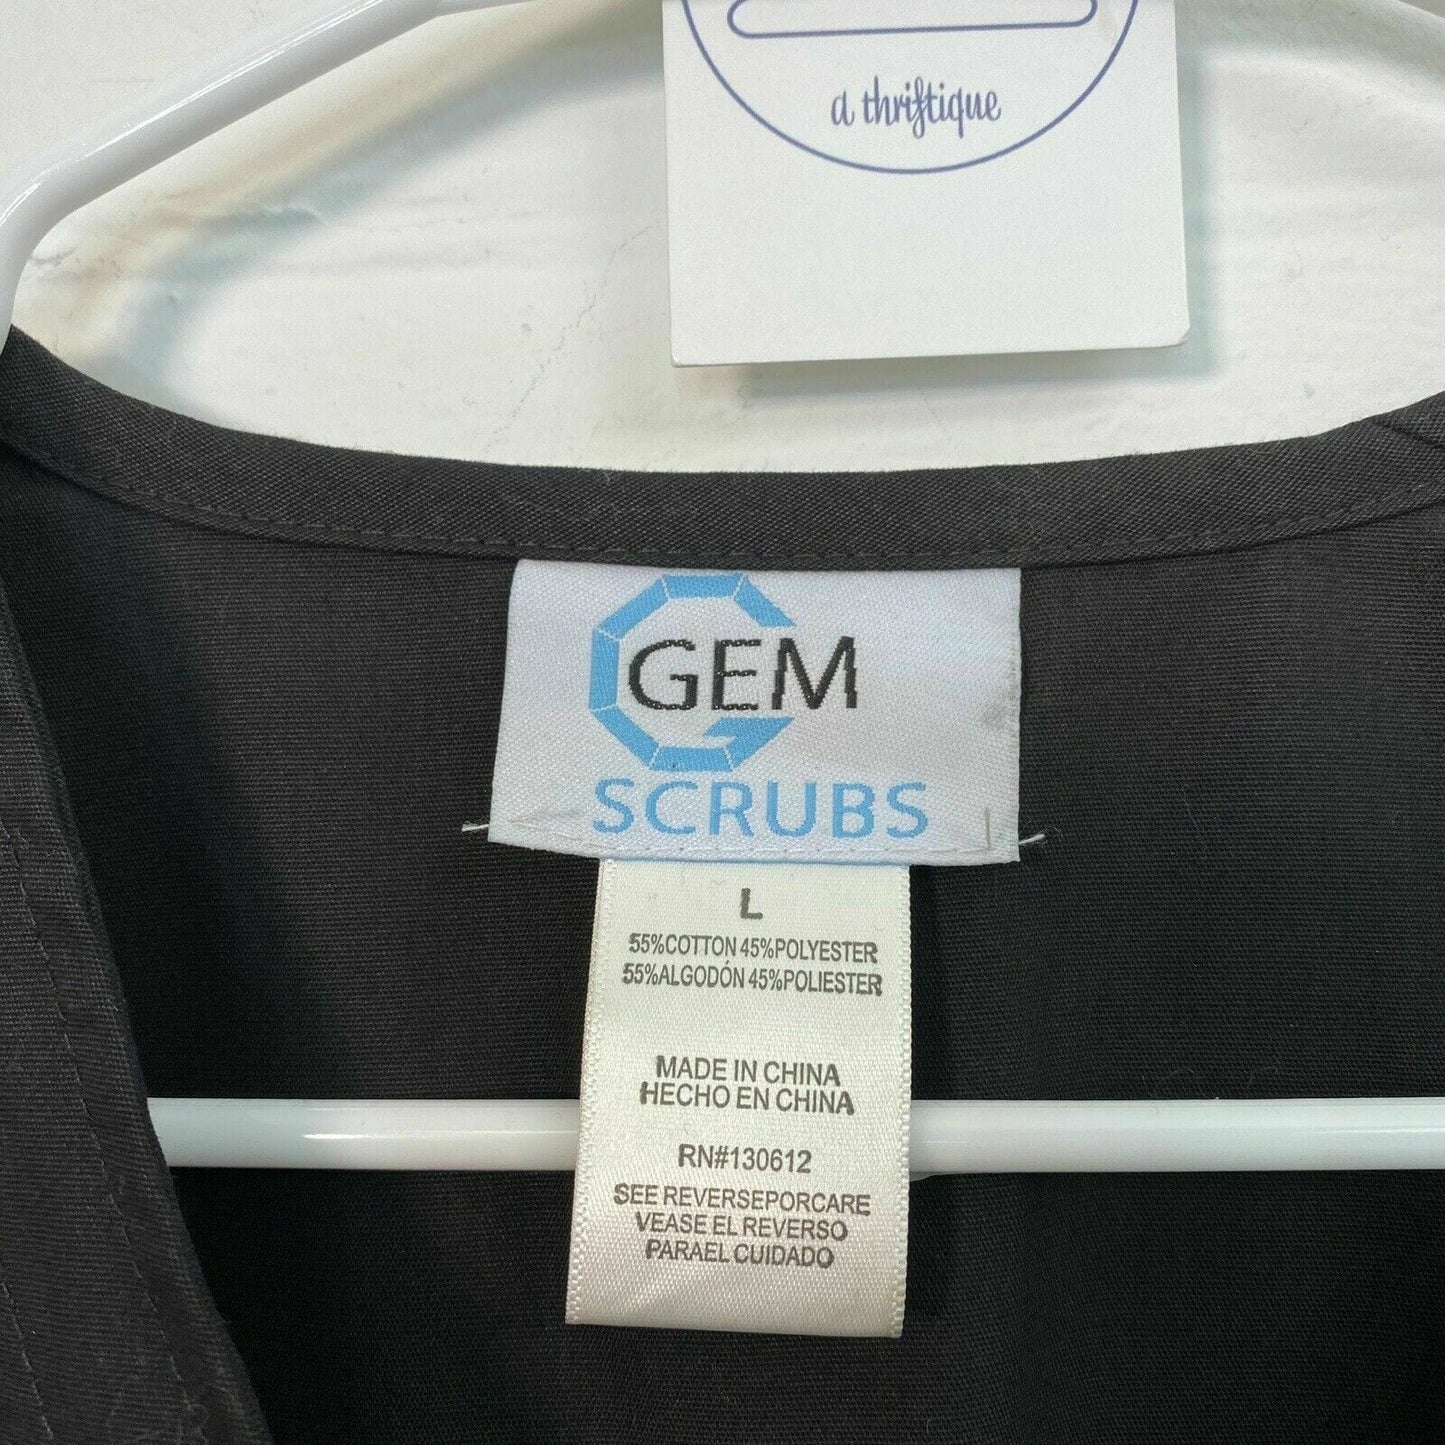 a thriftique
GEM
SCRUBS
L
55%COTTON 45%POLYESTER
55%ALGODÓN 45%POLIESTER
MADE IN CHINA
HECHO EN CHINA
RN#130612
SEE REVERSEPORCARE
VEASE EL REVERSO
PARAEL CUIDADO